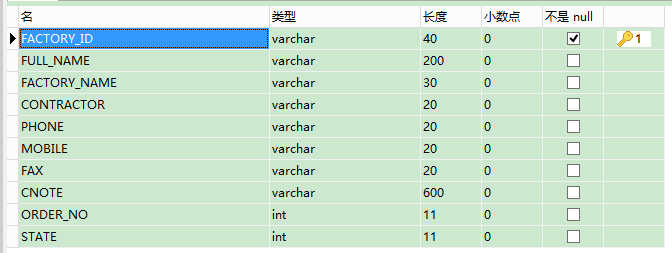 名 类型 长度 小数点 不是 null
FACTORY_ID varchar 40 0 1
FULL_NAME varchar 200 0
FACTORY_NAME varchar 30 0
CONTRACTOR varchar 20 0
PHONE varchar 20 0
MOBILE varchar 20 0
FAX varchar 20 0
CNOTE varchar 600 0
ORDER_NO int 11 0
STATE int 11 0